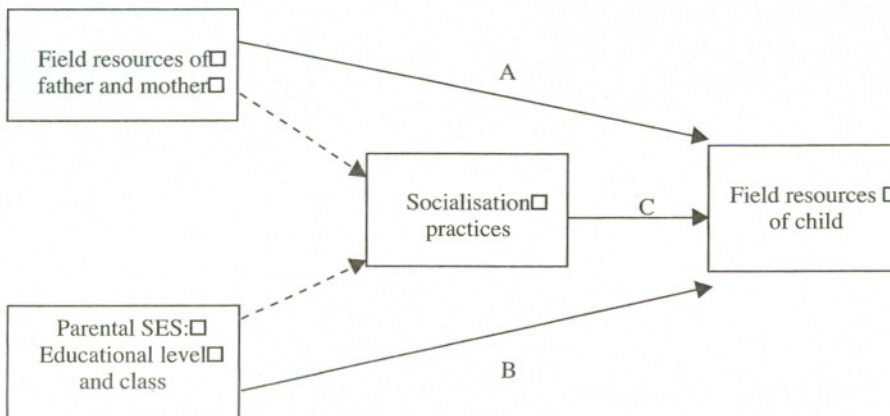 Field resources of□
father and mother□
A
Socialisation□
practices
C
Field resources □
of child
Parental SES:□
Educational level□
and class
B